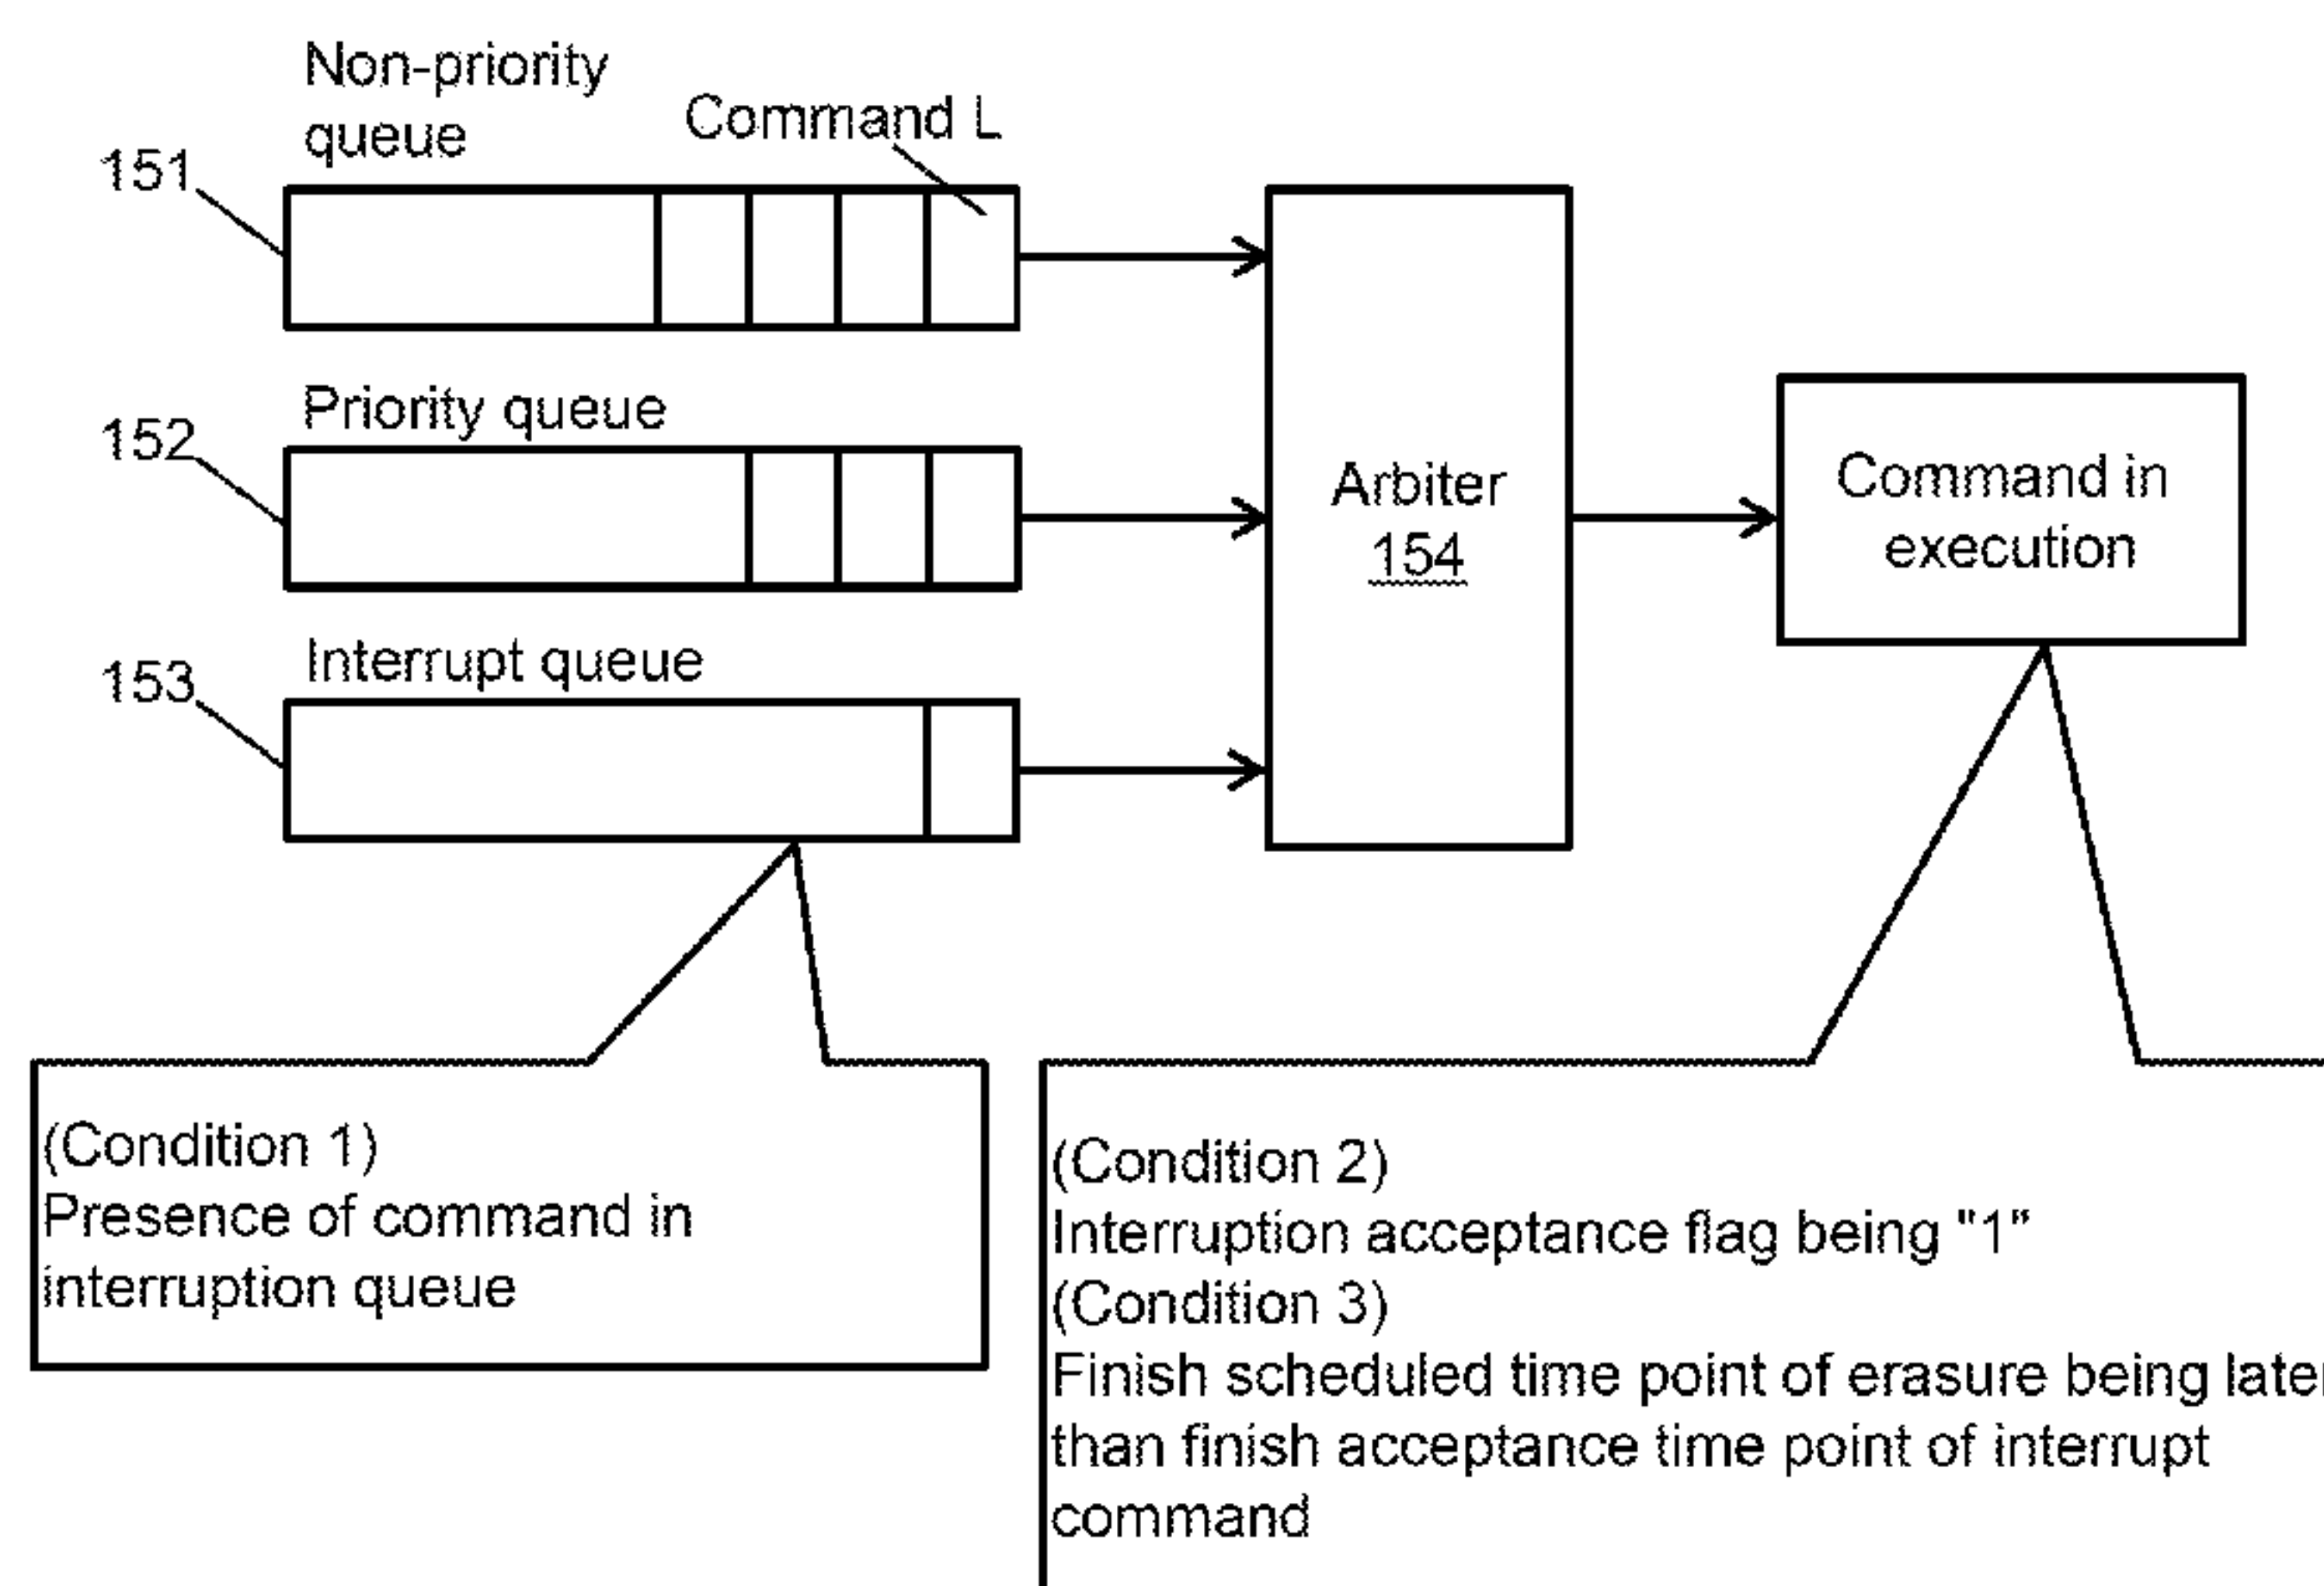 Non-priority
queue
Command L
151
Priority queue
152
Interrupt queue
153
Arbiter
154
Command in
execution
(Condition 1)
Presence of command in
interruption queue
(Condition 2)
Interruption acceptance flag being "1"
(Condition 3)
Finish scheduled time point of erasure being later
than finish acceptance time point of interrupt
command